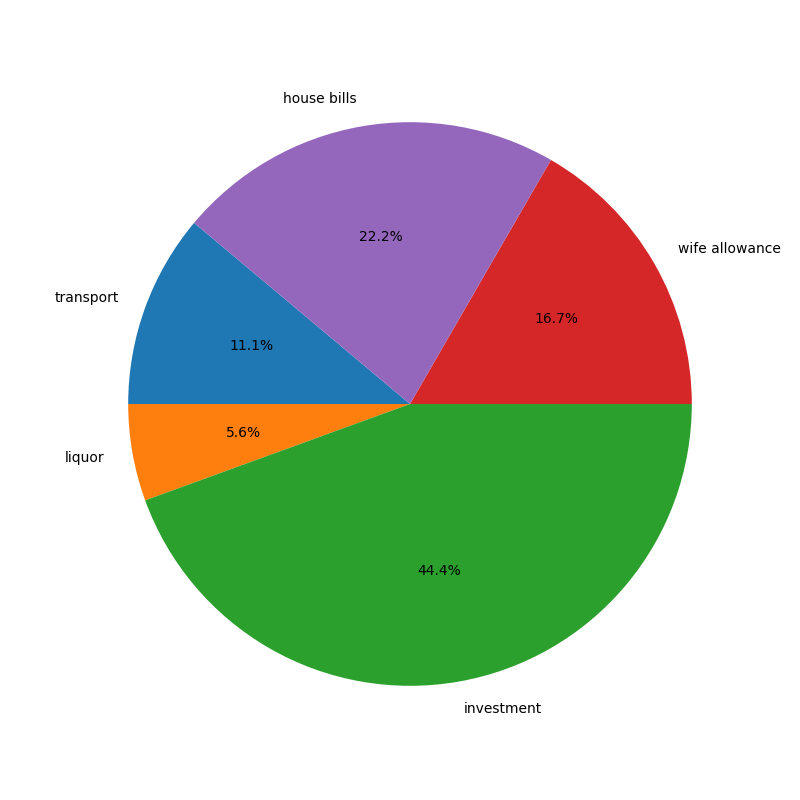 house bills
22.2%
wife allowance
transport
16.7%
11.1%
5.6%
liquor
44.4%
investment